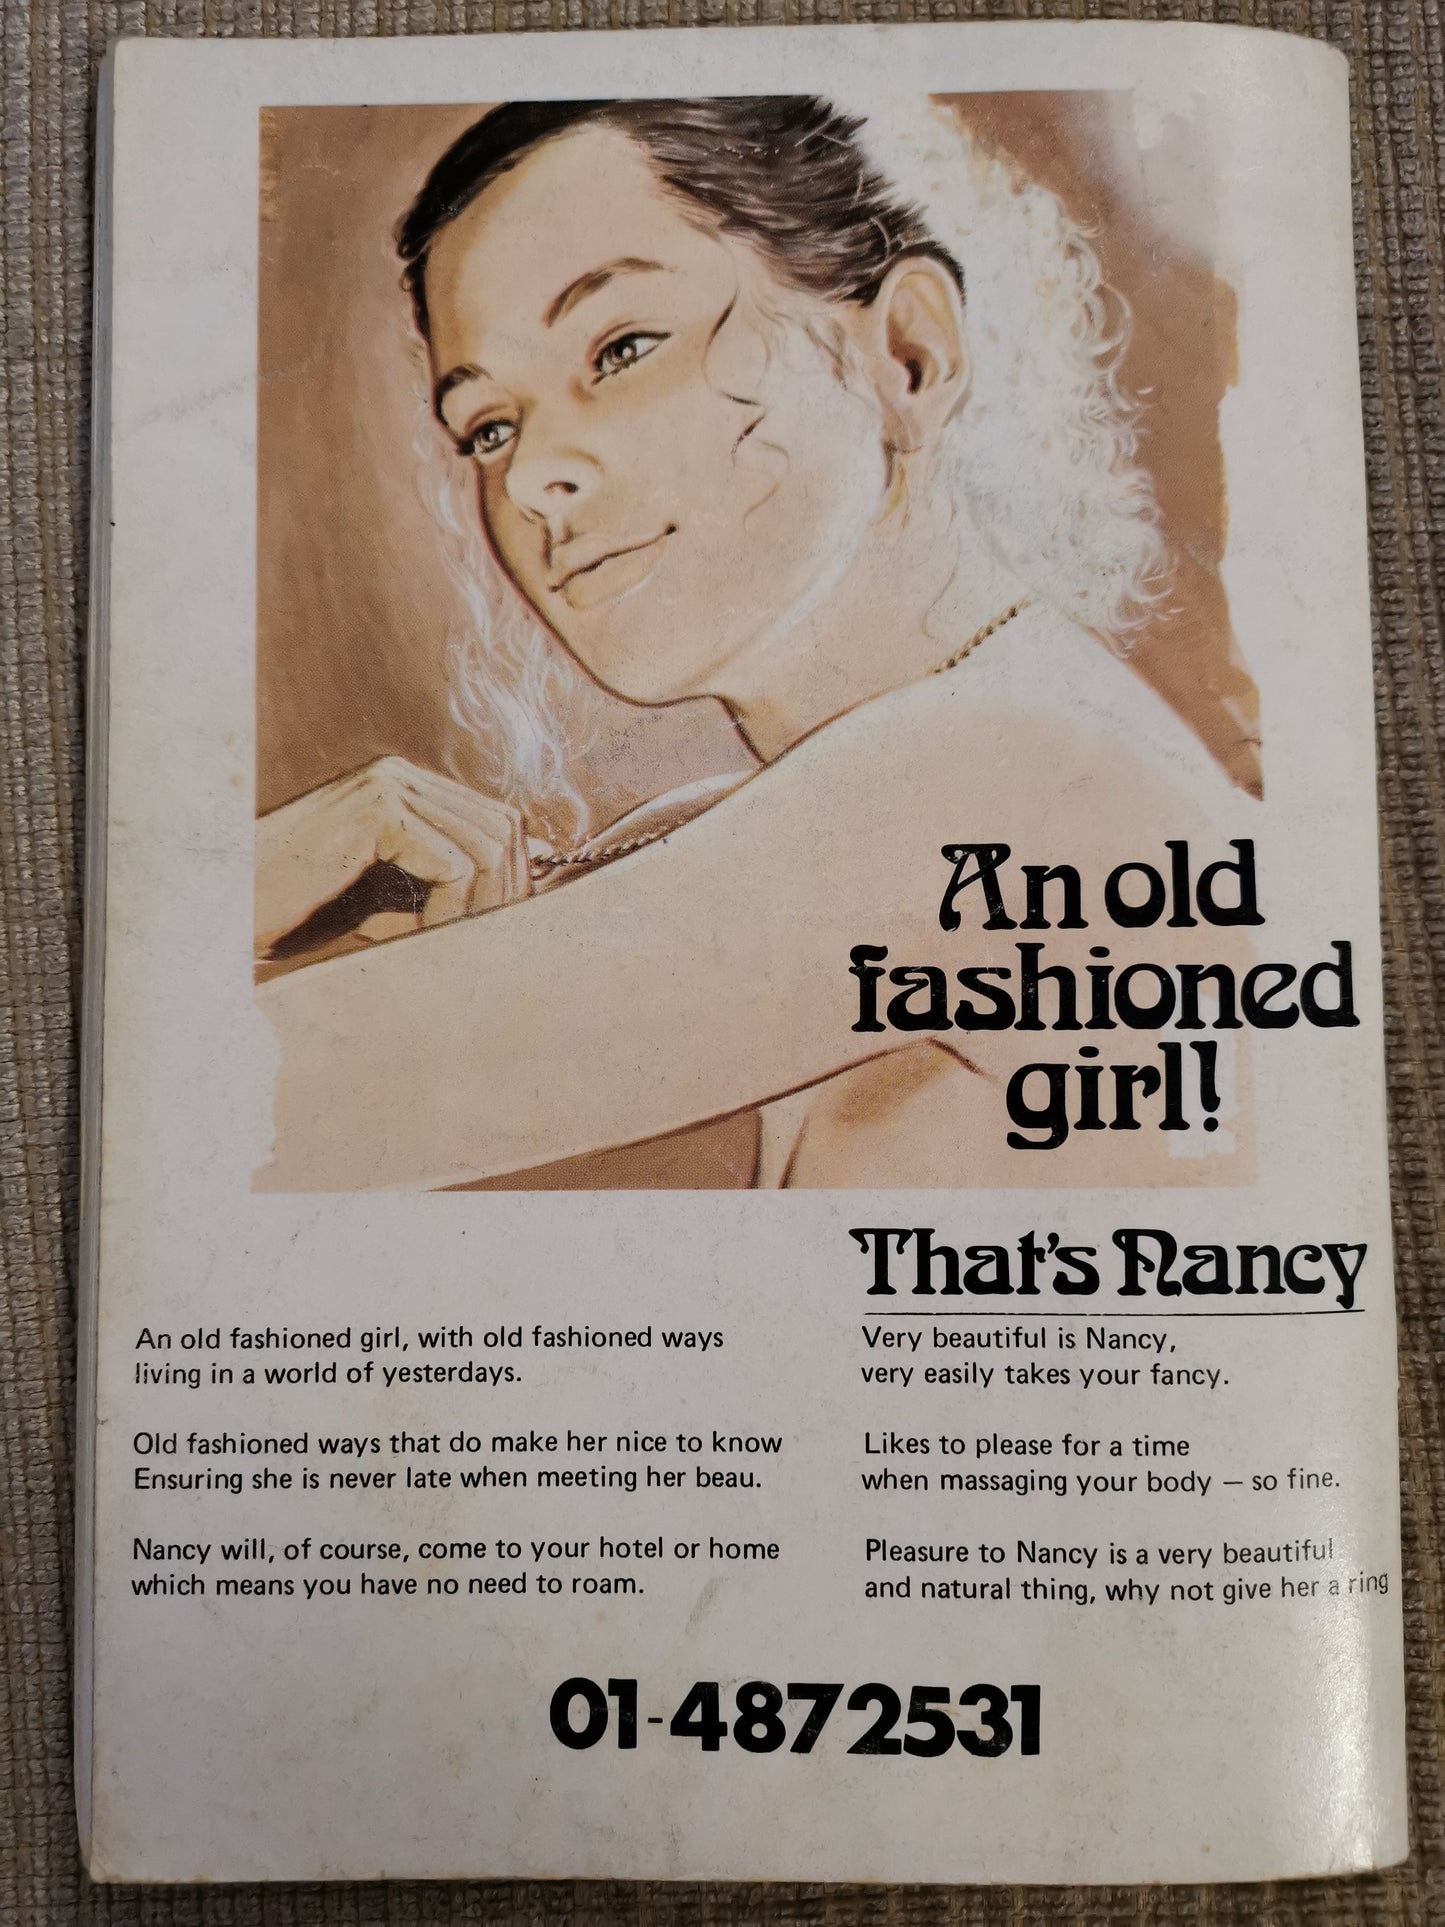 An old
fashioned
girl!
That's Nancy
An old fashioned girl, with old fashioned ways
living in a world of yesterdays.
Old fashioned ways that do make her nice to know
Ensuring she is never late when meeting her beau.
Nancy will, of course, come to your hotel or home
which means you have no need to roam.
Very beautiful is Nancy,
very easily takes your fancy.
Likes to please for a time
when massaging your body – so fine.
Pleasure to Nancy is a very beautiful
and natural thing, why not give her a ring
01-4872531